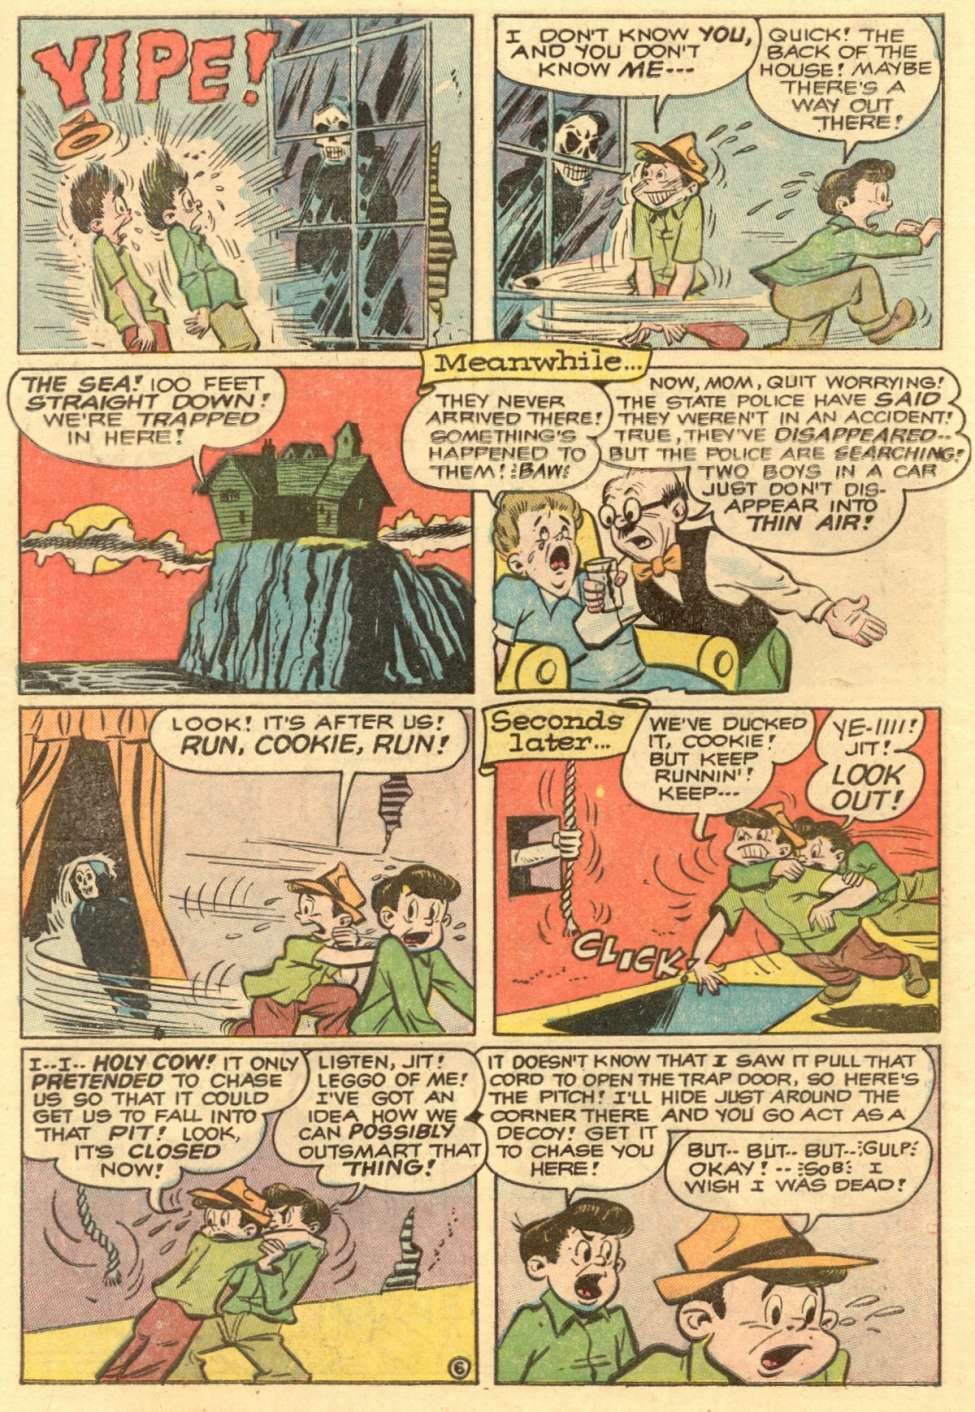 YIPE!
I DON'T KNOW YOU,
AND YOU DON'T
KNOW ME---
QUICK! THE
BACK OF THE
HOUSE! MAYBE
THERE'S A
WAY OUT
THERE!
THE SEA! 100 FEET
STRAIGHT DOWN!
WE'RE TRAPPED
IN HERE!
Meanwhile...
THEY NEVER
ARRIVED THERE!
SOMETHING'S
HAPPENED TO
THEM! :BAW:
NOW, MOM, QUIT WORRYING!
THE STATE POLICE HAVE SAID
THEY WEREN'T IN AN ACCIDENT!
TRUE, THEY'VE DISAPPEARED--
BUT THE POLICE ARE SEARCHING!
TWO BOYS IN A CAR
JUST DON'T DIS-
APPEAR INTO
THIN AIR!
LOOK! IT'S AFTER US!
RUN, COOKIE, RUN!
Seconds
later...
WE'VE DUCKED
IT, COOKIE!
BUT KEEP
RUNNIN'!
KEEP---
YE-IIII!
JIT!
LOOK
OUT!
CLICK
I--I-- HOLY COW! IT ONLY
PRETENDED TO CHASE
US SO THAT IT COULD
GET US TO FALL INTO
THAT PIT! LOOK,
IT'S CLOSED
NOW!
LISTEN, JIT!
LEGGO OF ME!
I'VE GOT AN
IDEA HOW WE
CAN POSSIBLY
OUTSMART THAT
THING!
IT DOESN'T KNOW THAT I SAW IT PULL THAT
CORD TO OPEN THE TRAP DOOR, SO HERE'S
THE PITCH! I'LL HIDE JUST AROUND THE
CORNER THERE AND YOU GO ACT AS A
DECOY! GET IT
TO CHASE YOU
HERE!
BUT-- BUT-- BUT--:GULP:
OKAY! --:SOB: I
WISH I WAS DEAD!
6